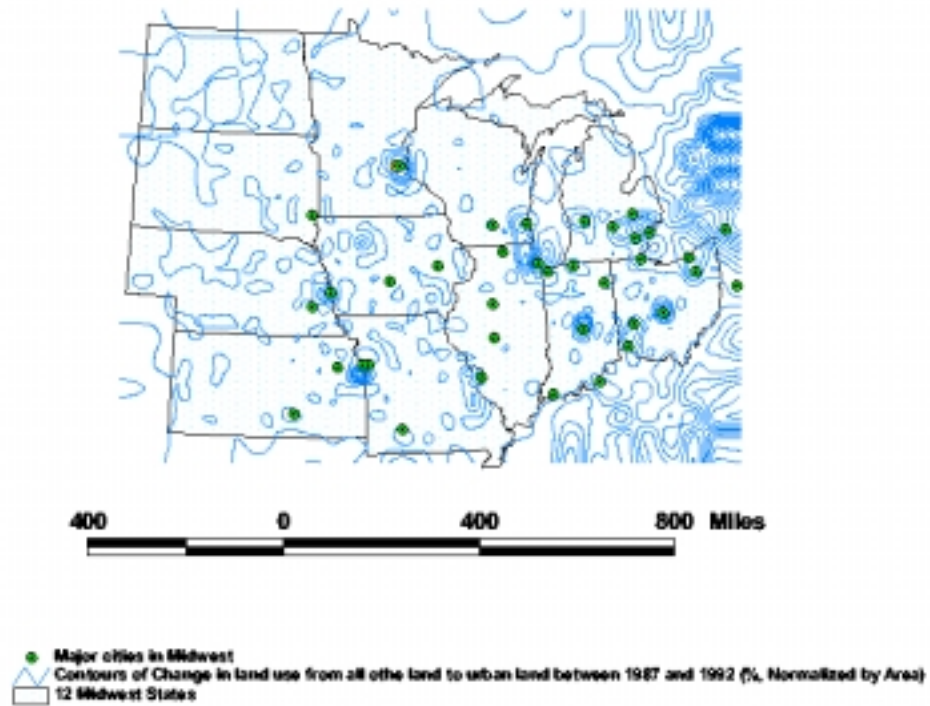 400 0 400 800 Miles
Major cities in Midwest
Contours of Change in land use from all othe land to urban land between 1987 and 1992 (%, Normalized by Area)
12 Midwest States